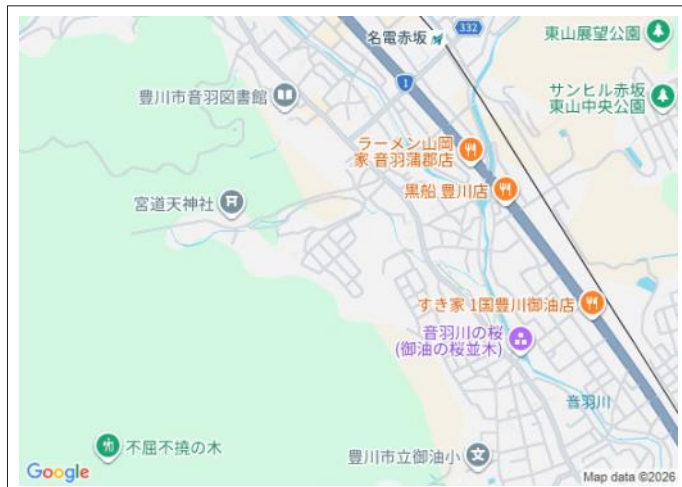 332
名電赤坂
東山展望公園
1
豊川市音羽図書館
サンヒル赤坂
東山中央公園
ラーメン山岡
家 音羽蒲郡店
黒船 豊川店
宮道天神社
すき家 1国豊川御油店
音羽川の桜
(御油の桜並木)
音羽川
不屈不撓の木
豊川市立御油小
文
Google
Map data ©2026